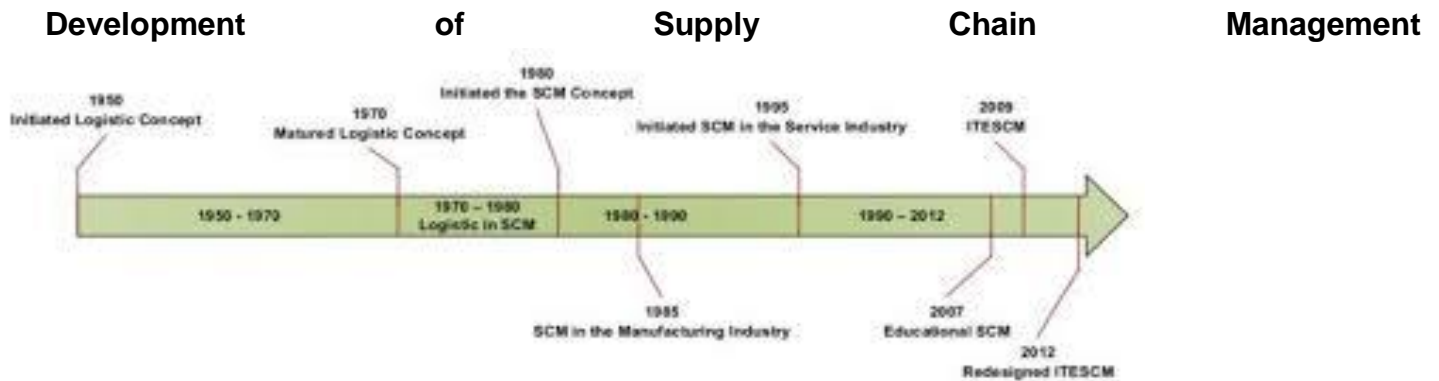 Development of Supply Chain Management
1980
Initiated the SCM Concept
1950
Initiated Logistic Concept
1970
Matured Logistic Concept
1995
Initiated SCM in the Service Industry
2009
ITESCM
1950 - 1970
1970 – 1980
Logistic in SCM
1980 - 1990
1990 – 2012
1985
SCM in the Manufacturing Industry
2007
Educational SCM
2012
Redesigned ITESCM